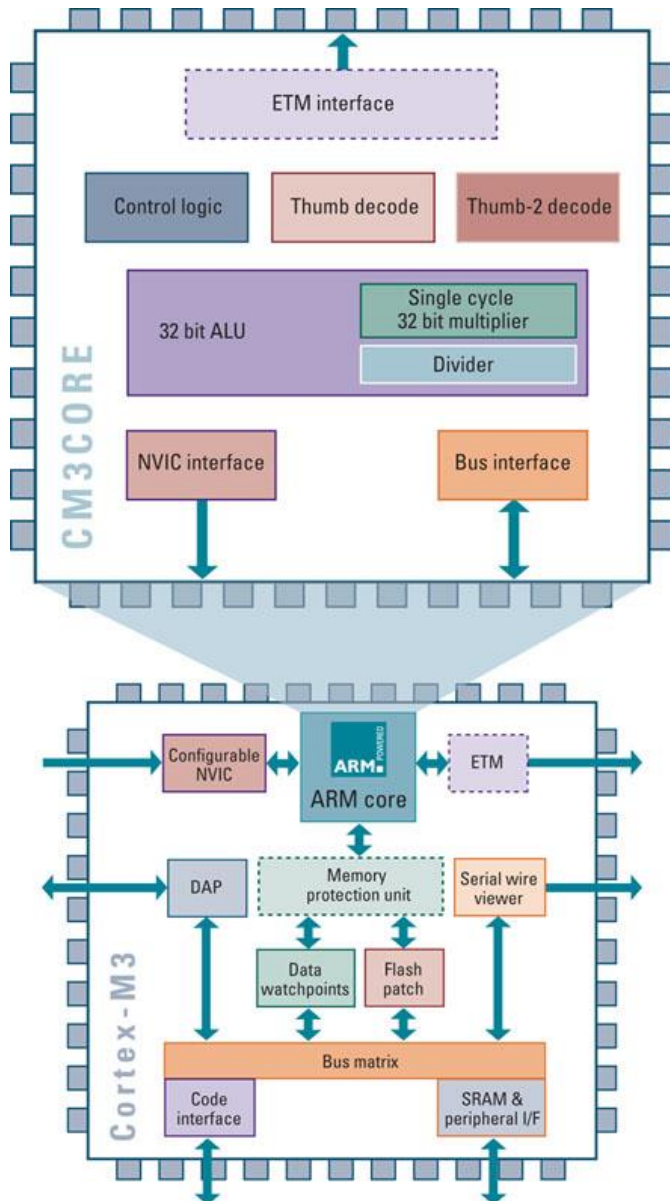 ETM interface
Control logic
Thumb decode
Thumb-2 decode
32 bit ALU
Single cycle
32 bit multiplier
Divider
NVIC interface
Bus interface
CM3CORE
Configurable
NVIC
ARM
POWERED
ARM core
ETM
DAP
Memory
protection unit
Serial wire
viewer
Data
watchpoints
Flash
patch
Bus matrix
Code
interface
SRAM &
peripheral I/F
Cortex-M3